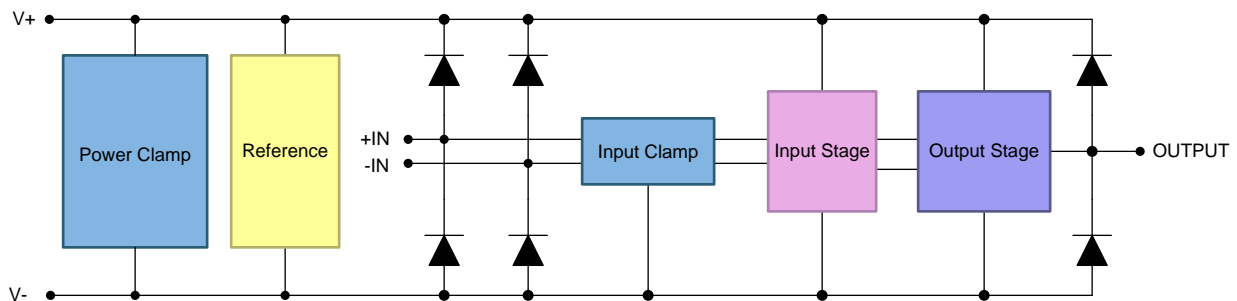 V+
Power Clamp
Reference
+IN
-IN
Input Clamp
Input Stage
Output Stage
OUTPUT
V-